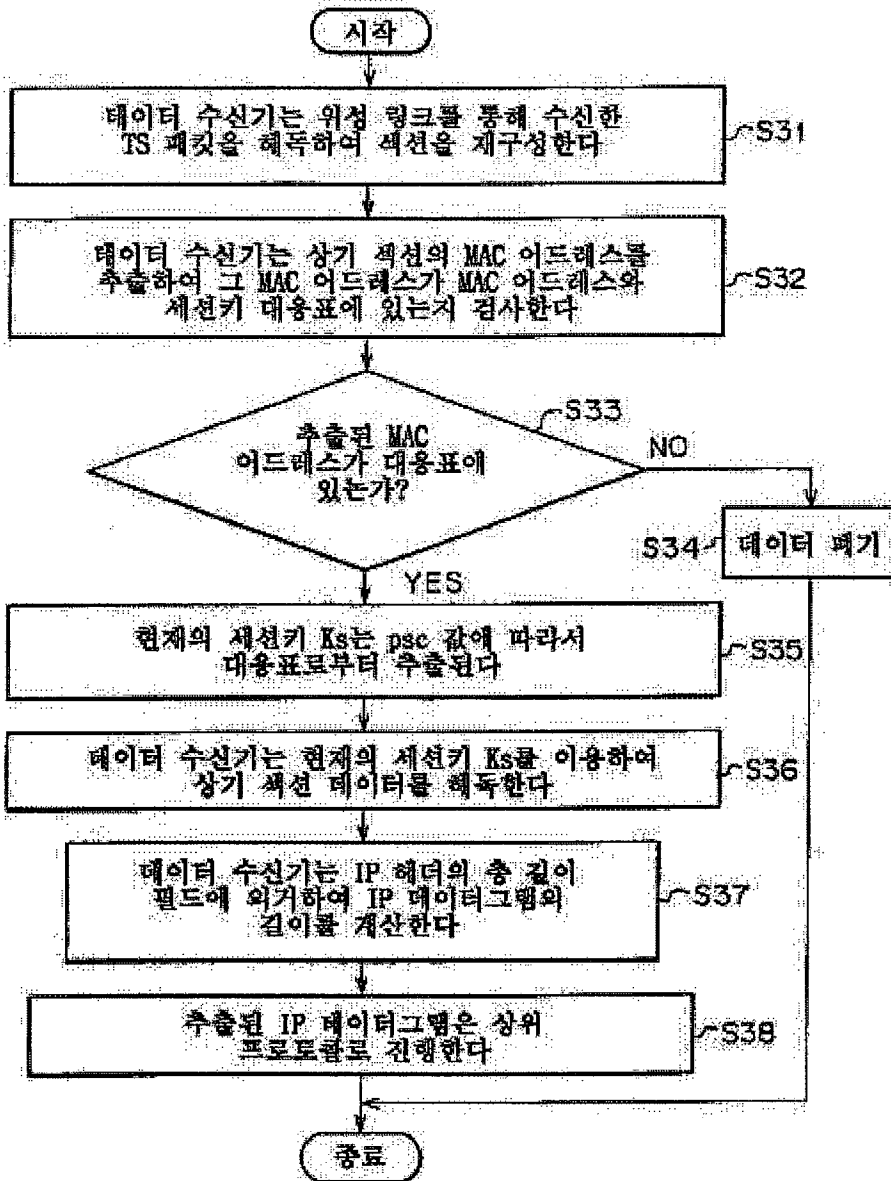 시작
데이터 수신기는 위성 링크를 통해 수신한
TS 패킷을 해독하여 섹션을 재구성한다
S31
데이터 수신기는 상기 섹션의 MAC 어드레스를
추출하여 그 MAC 어드레스가 MAC 어드레스와
세션키 대응표에 있는지 검사한다
S32
S33
추출된 MAC
어드레스가 대응표에
있는가?
NO
S34
데이터 폐기
YES
현재의 세션키 Ks는 psc 값에 따라서
대응표로부터 추출된다
S35
데이터 수신기는 현재의 세션키 Ks를 이용하여
상기 섹션 데이터를 해독한다
S36
데이터 수신기는 IP 헤더의 총 길이
필드에 의거하여 IP 데이터그램의
길이를 계산한다
S37
추출된 IP 데이터그램은 상위
프로토콜로 진행한다
S38
종료